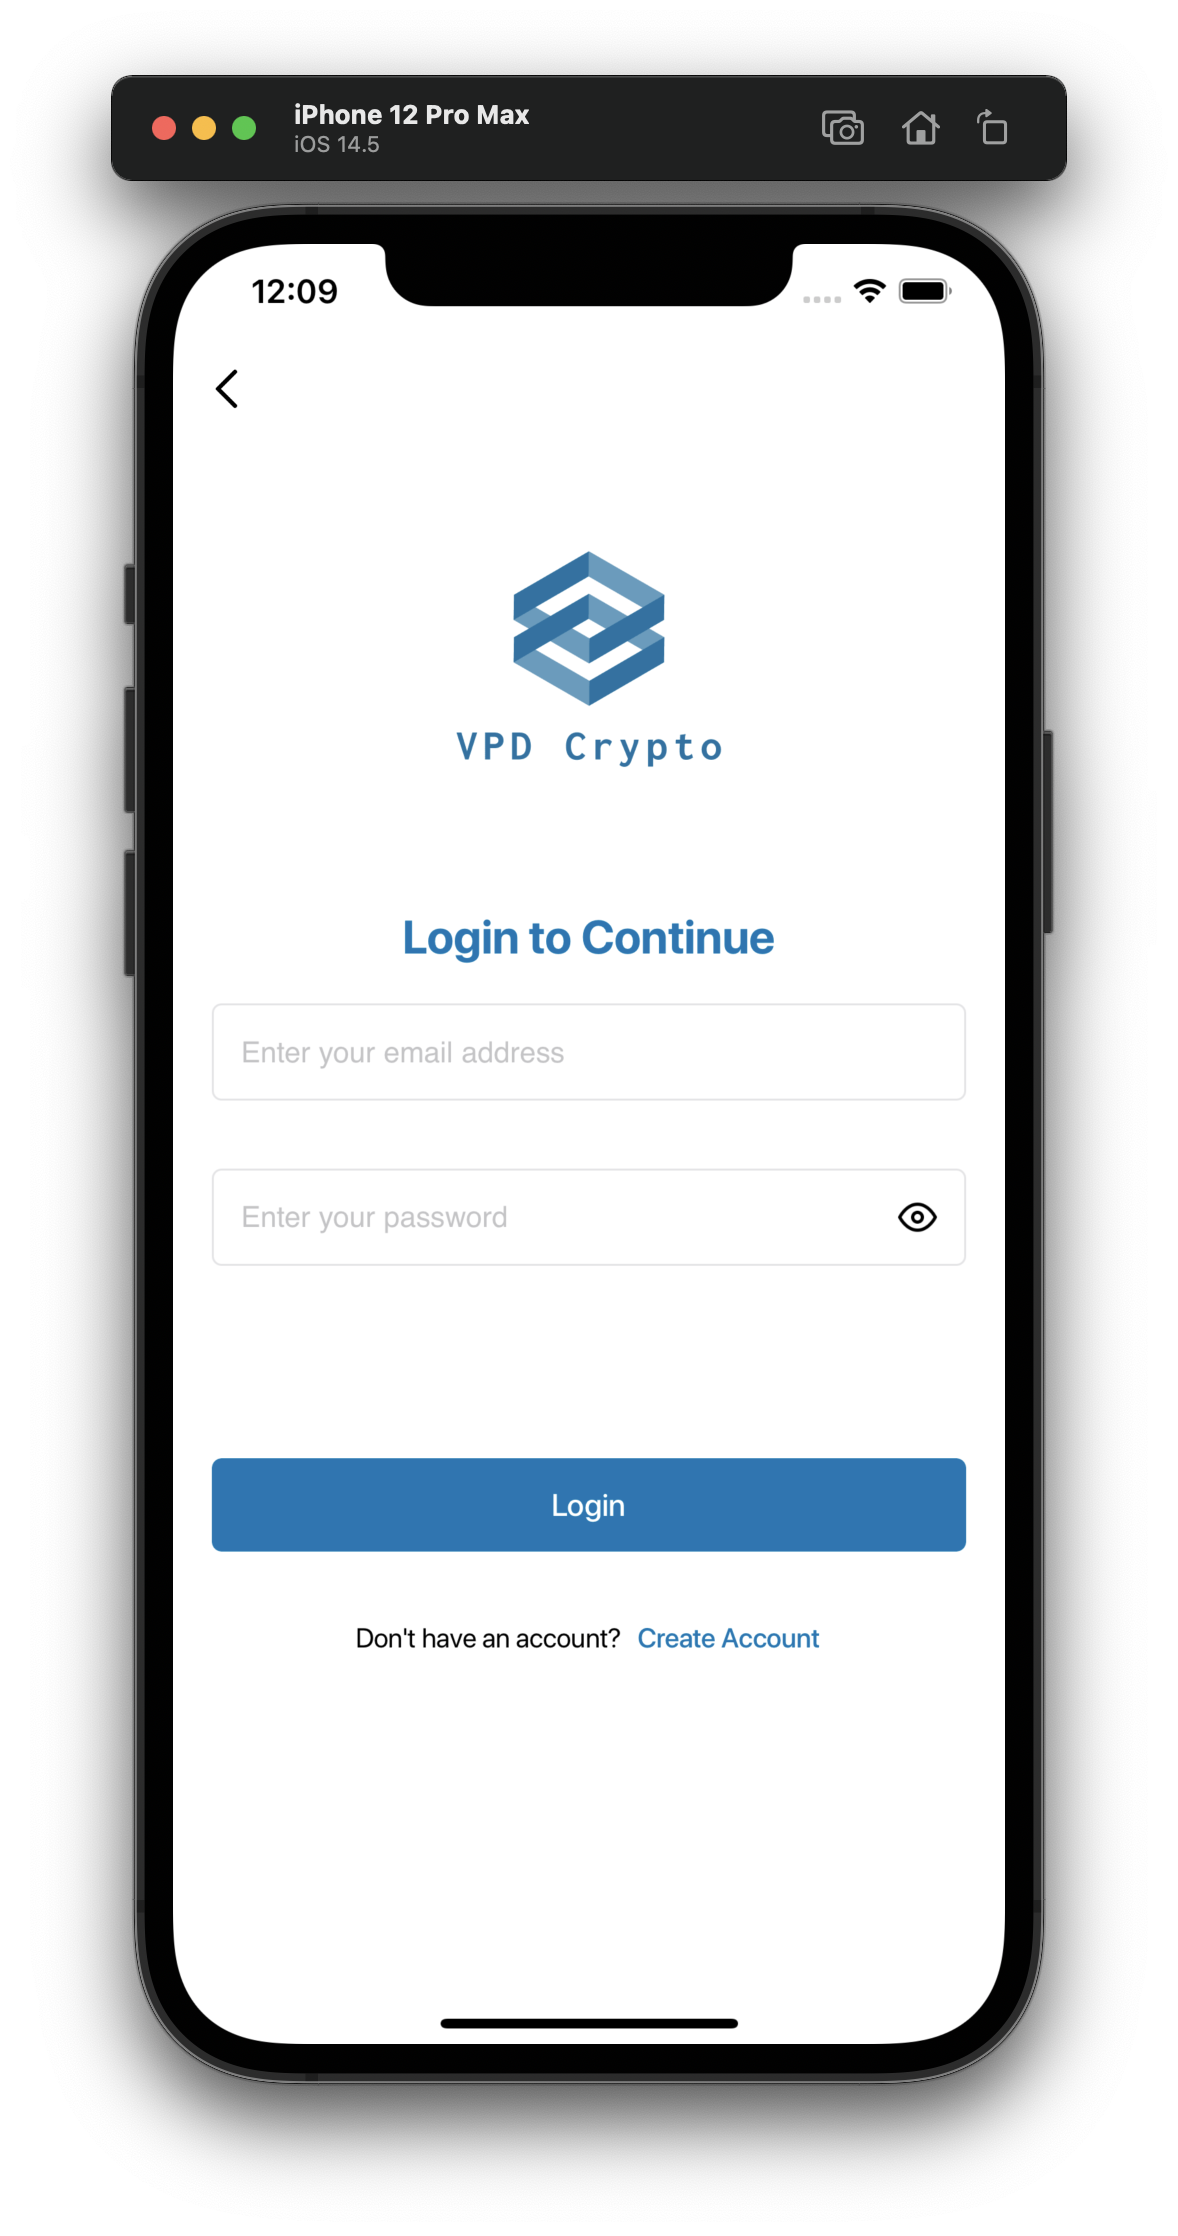 iPhone 12 Pro Max
iOS 14.5
12:09
VPD Crypto
Login to Continue
Enter your email address
Enter your password
Login
Don't have an account? Create Account